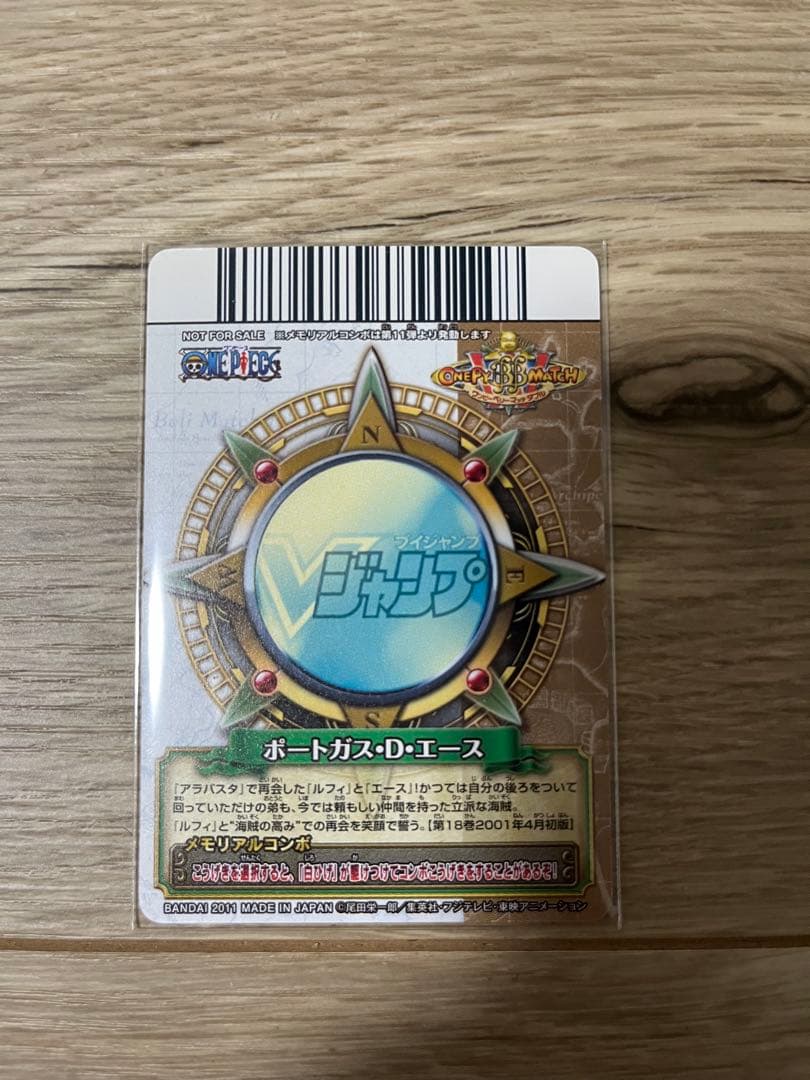 NOT FOR SALE ※メモリアルコンボは第11弾より発動します
ONE PIECE
ONEPY BB MATCH
ワンピーベリーマッチダブル
N
ブイジャンプ
Vジャンプ
W
E
S
ポートガス・D・エース
「アラバスタ」で再会した「ルフィ」と「エース」!かつては自分の後ろをついて
回っていただけの弟も、今では頼もしい仲間を持った立派な海賊。
「ルフィ」と“海賊の高み”での再会を笑顔で誓う。【第18巻2001年4月初版】
メモリアルコンボ
こうげきを選択すると、「白ひげ」が駆けつけてコンボこうげきをすることがあるぞ!
BANDAI 2011 MADE IN JAPAN ©尾田栄一郎／集英社・フジテレビ・東映アニメーション